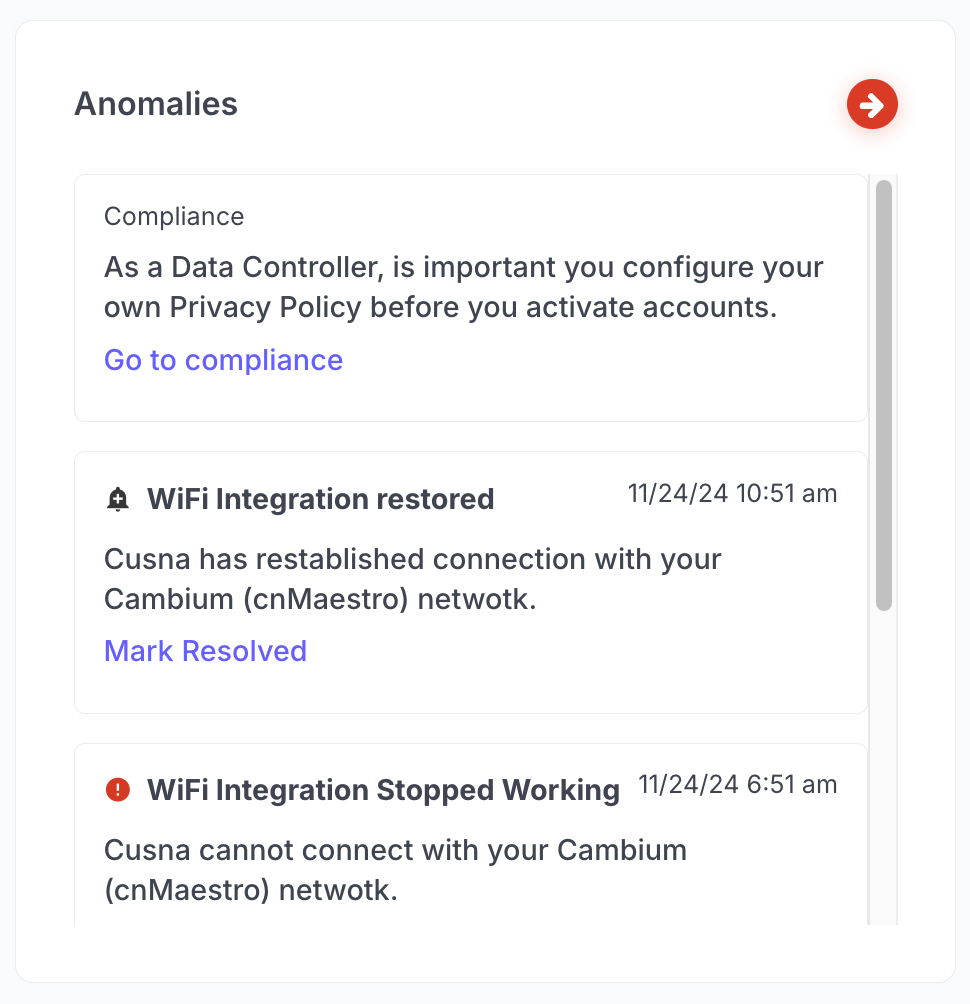 Anomalies
Compliance
As a Data Controller, is important you configure your
own Privacy Policy before you activate accounts.
Go to compliance
WiFi Integration restored
11/24/24 10:51 am
Cusna has restablished connection with your
Cambium (cnMaestro) netwotk.
Mark Resolved
WiFi Integration Stopped Working
11/24/24 6:51 am
Cusna cannot connect with your Cambium
(cnMaestro) netwotk.